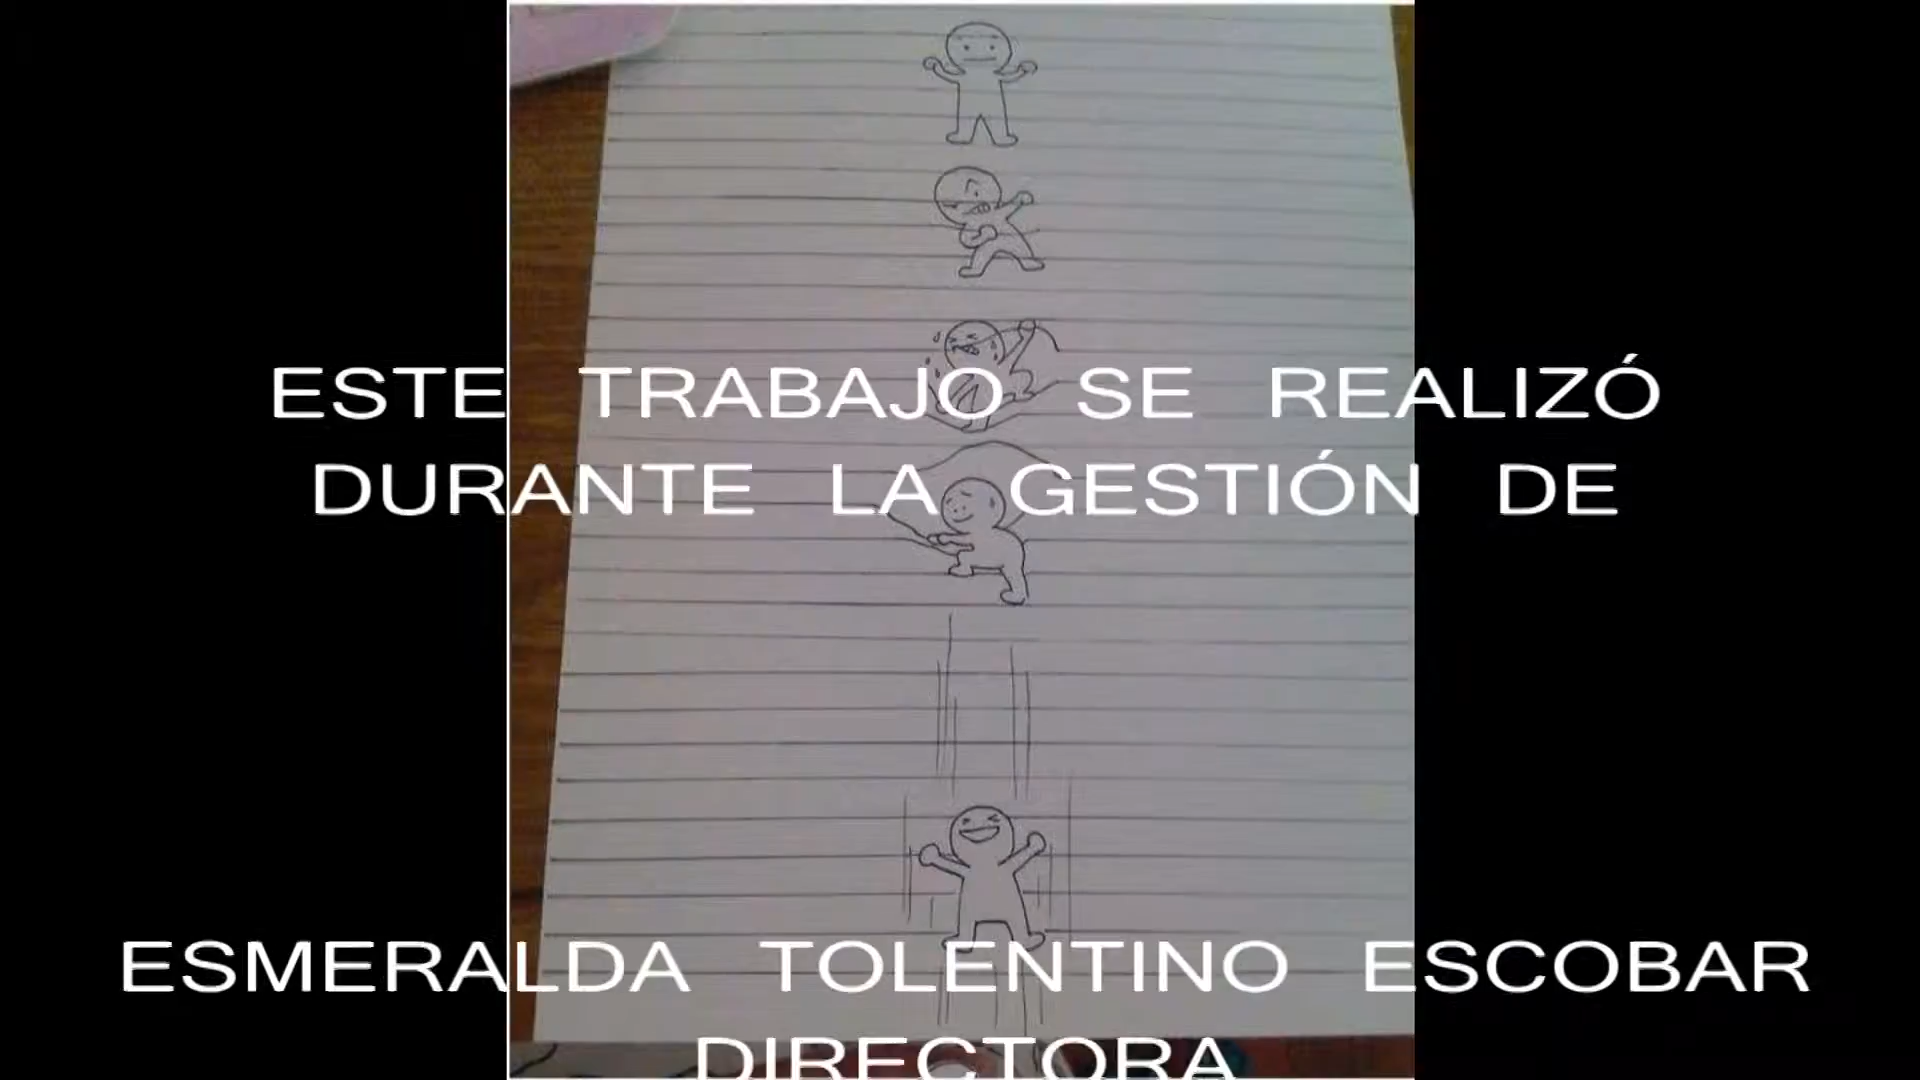 ESTE TRABAJO SE REALIZÓ
DURANTE LA GESTIÓN DE
ESMERALDA TOLENTINO ESCOBAR
DIRECTORA